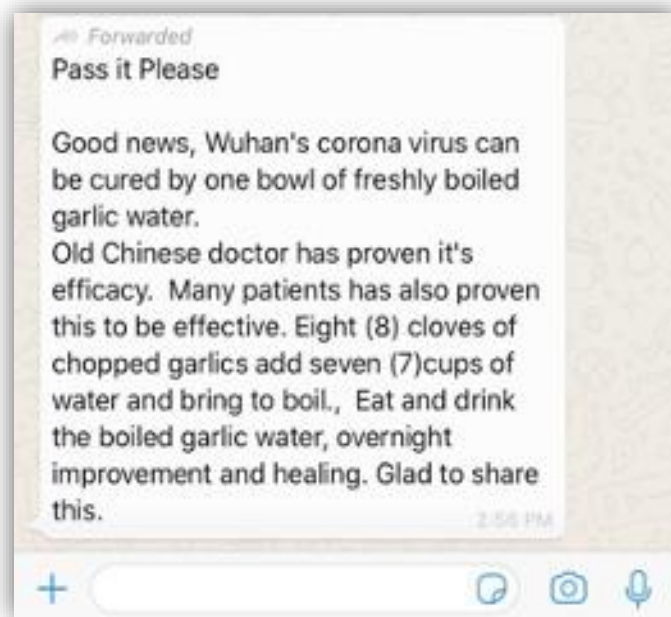 Forwarded
Pass it Please
Good news, Wuhan's corona virus can
be cured by one bowl of freshly boiled
garlic water.
Old Chinese doctor has proven it's
efficacy.  Many patients has also proven
this to be effective. Eight (8) cloves of
chopped garlics add seven (7)cups of
water and bring to boil.,  Eat and drink
the boiled garlic water, overnight
improvement and healing. Glad to share
this.
2:56 PM